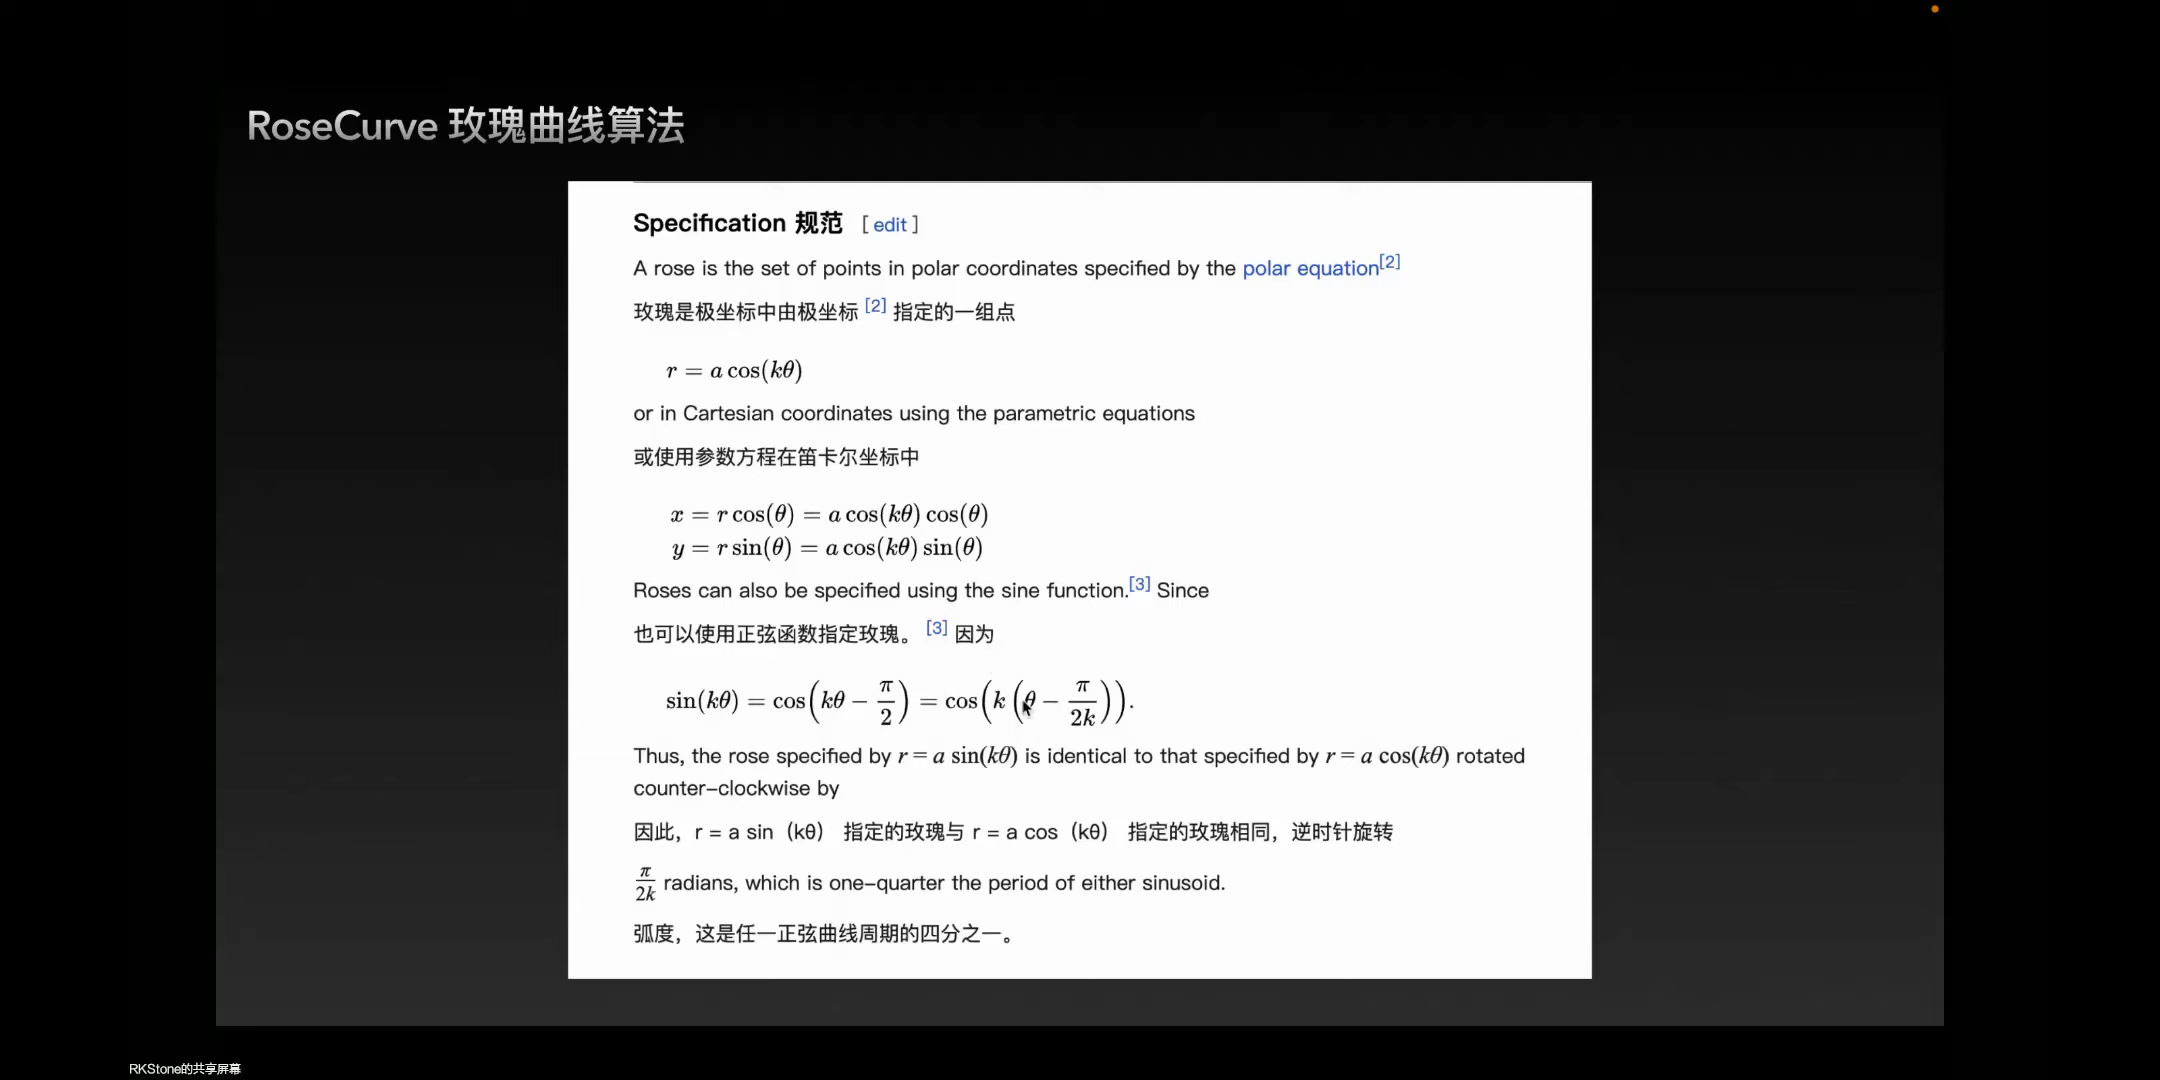 RoseCurve 玫瑰曲线算法
Specification 规范 [ edit ]
A rose is the set of points in polar coordinates specified by the polar equation[2]
玫瑰是极坐标中由极坐标 [2] 指定的一组点
r = a cos(kθ)
or in Cartesian coordinates using the parametric equations
或使用参数方程在笛卡尔坐标中
x = r cos(θ) = a cos(kθ) cos(θ)
y = r sin(θ) = a cos(kθ) sin(θ)
Roses can also be specified using the sine function.[3] Since
也可以使用正弦函数指定玫瑰。 [3] 因为
sin(kθ) = cos(kθ − π/2) = cos(k(θ − π/2k)).
Thus, the rose specified by r = a sin(kθ) is identical to that specified by r = a cos(kθ) rotated
counter–clockwise by
因此，r = a sin（kθ） 指定的玫瑰与 r = a cos（kθ） 指定的玫瑰相同，逆时针旋转
π/2k radians, which is one–quarter the period of either sinusoid.
弧度，这是任一正弦曲线周期的四分之一。
RKStone的共享屏幕